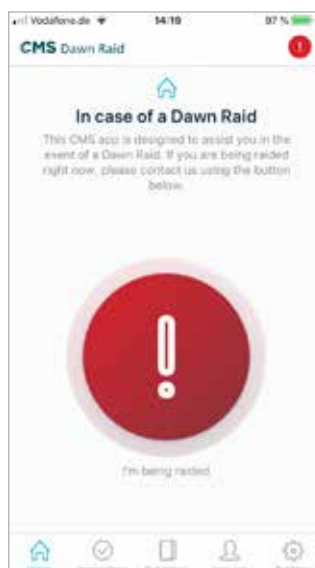 Vodafone.de 14:19 97 %
CMS Dawn Raid
In case of a Dawn Raid
This CMS app is designed to assist you in the
event of a Dawn Raid. If you are being raided
right now, please contact us using the button
below.
I'm being raided